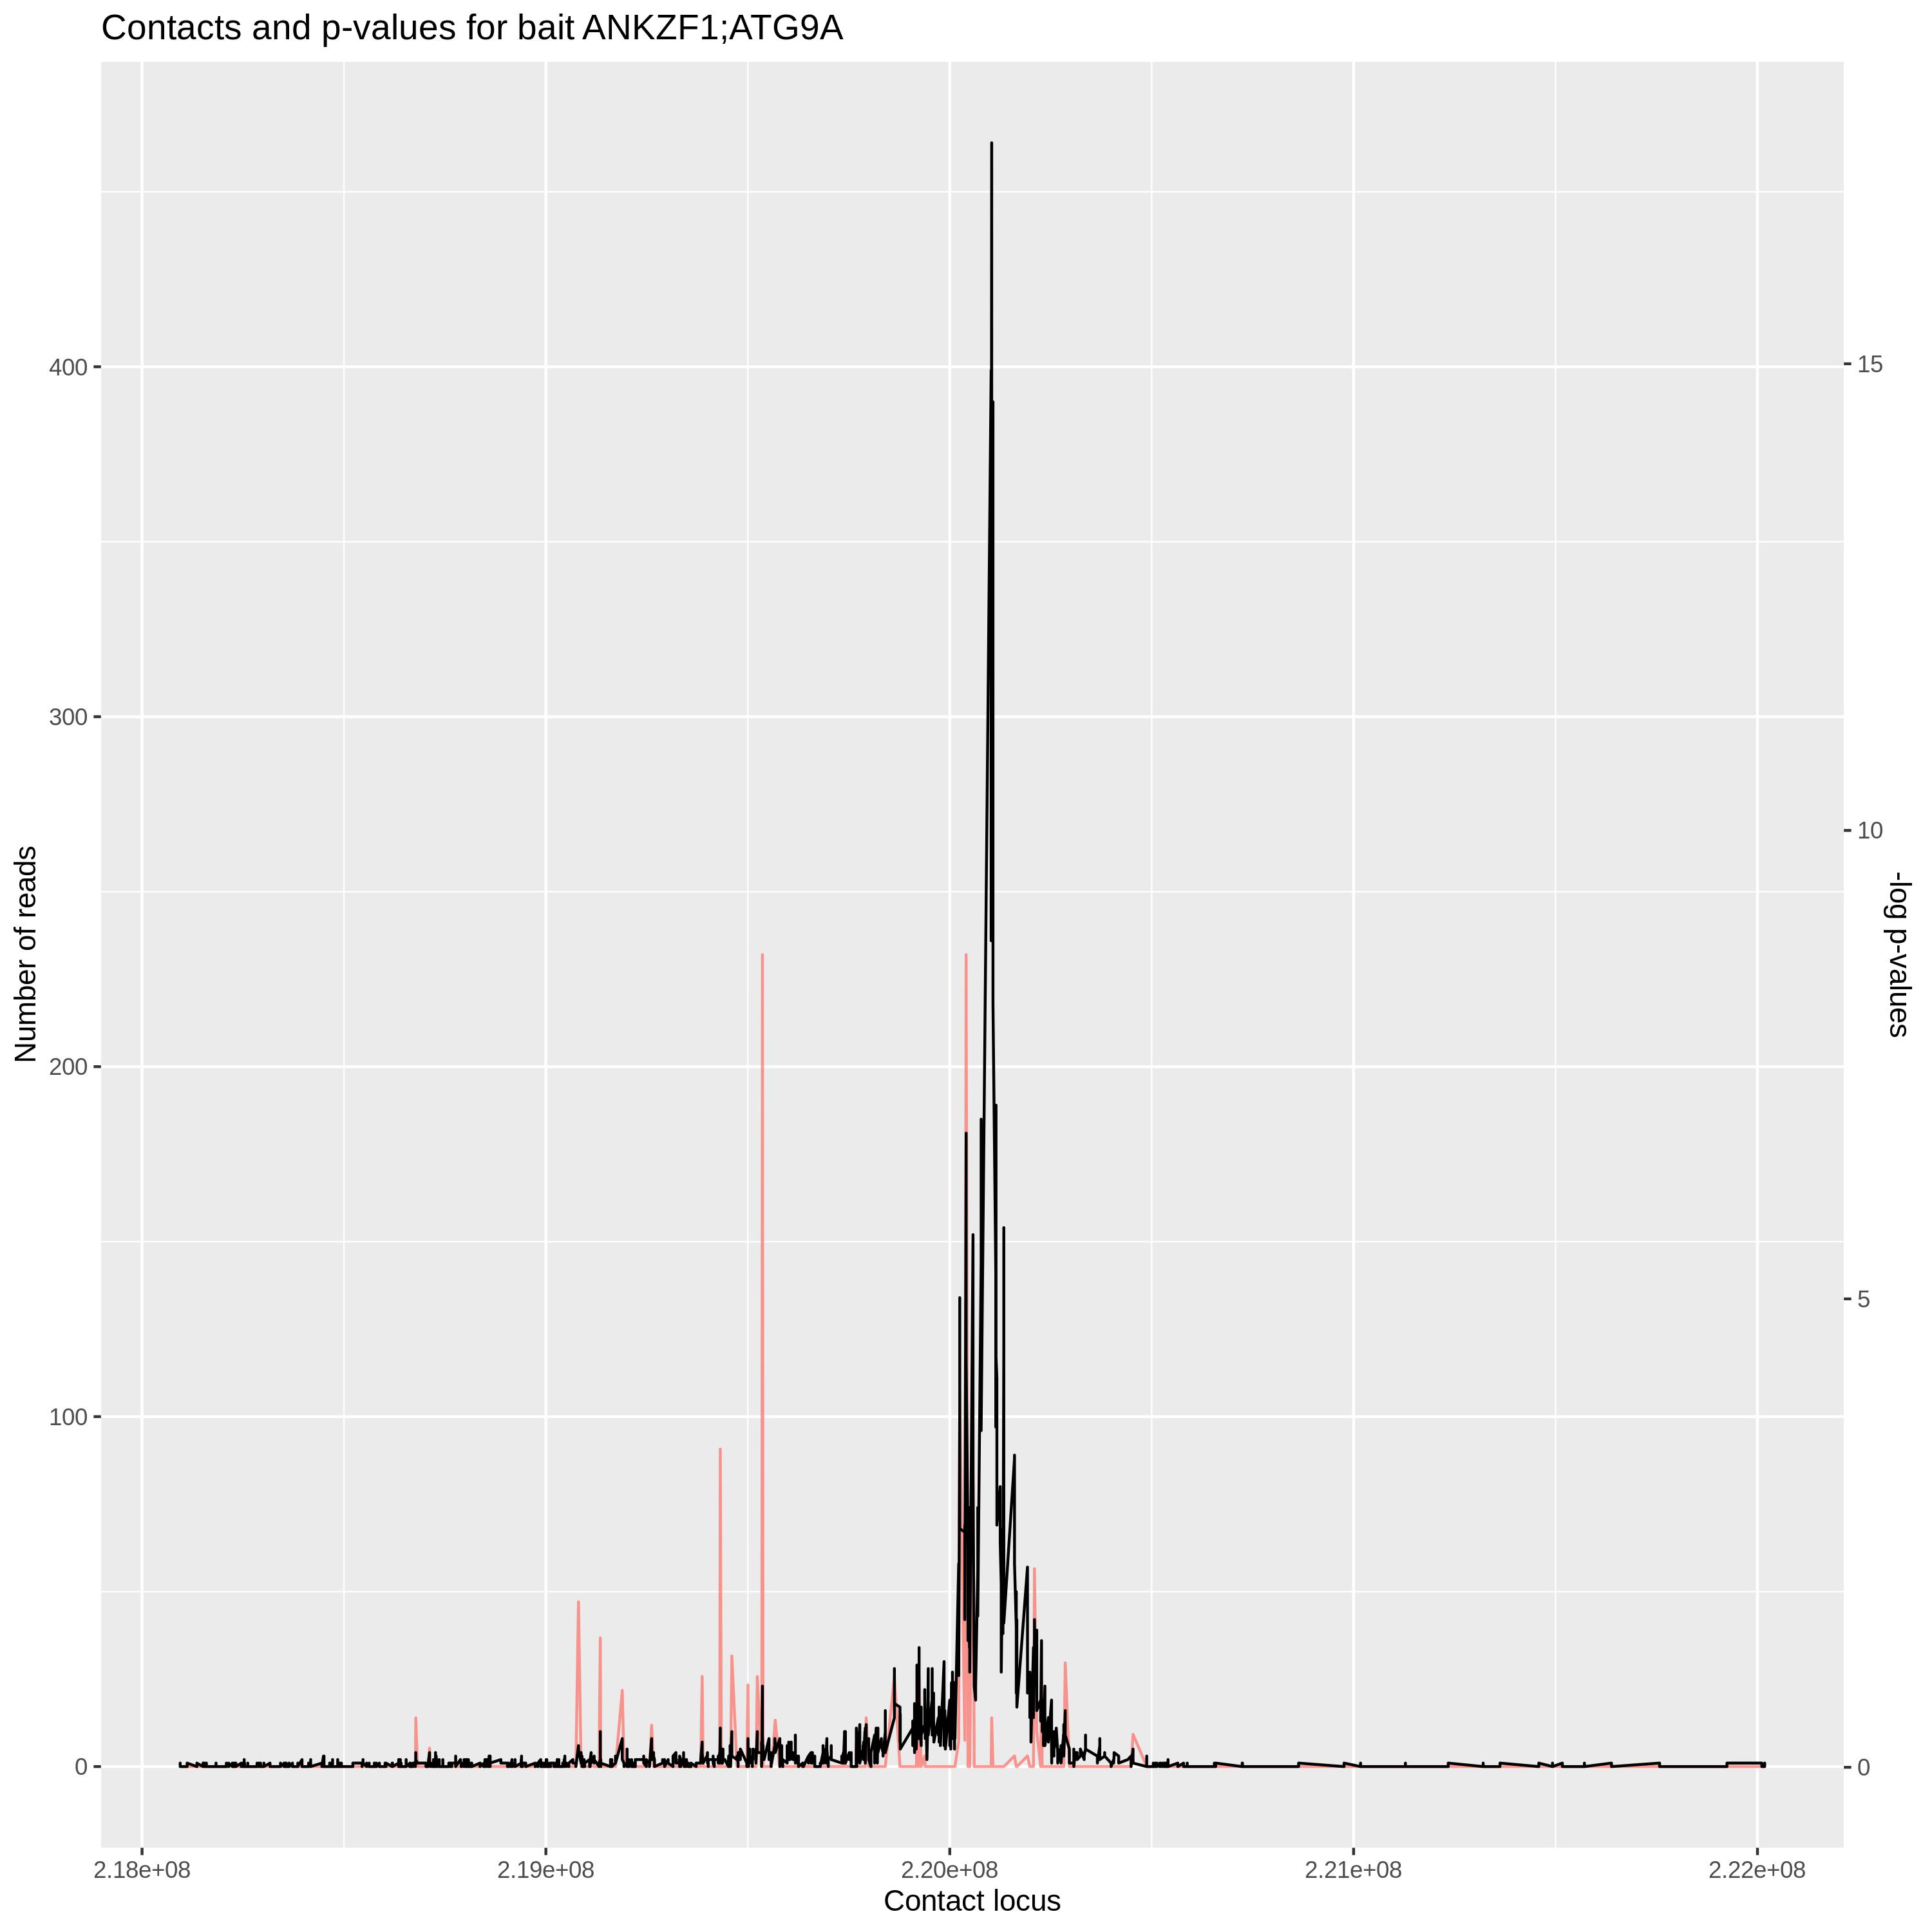 Contacts and p-values for bait ANKZF1;ATG9A
Number of reads
400
300
200
100
0
15
10
5
0
-log p-values
2.18e+08
2.19e+08
2.20e+08
2.21e+08
2.22e+08
Contact locus